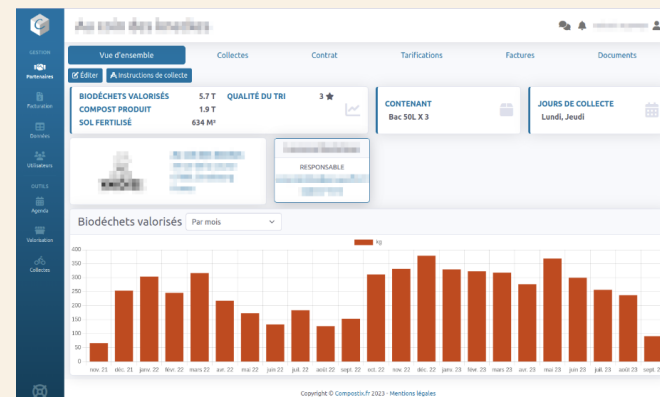 GESTION
Partenaires
Facturation
Données
Utilisateurs
OUTILS
Agenda
Valorisation
Collectes
Vue d'ensemble Collectes Contrat Tarifications Factures Documents
Éditer Instructions de collecte
BIODÉCHETS VALORISÉS 5.7 T QUALITÉ DU TRI 3
COMPOST PRODUIT 1.9 T
SOL FERTILISÉ 634 M²
CONTENANT
Bac 50L X 3
JOURS DE COLLECTE
Lundi, Jeudi
RESPONSABLE
Biodéchets valorisés Par mois
kg
400
350
300
250
200
150
100
50
0
nov. 21 déc. 21 janv. 22 févr. 22 mars 22 avr. 22 mai 22 juin 22 juil. 22 août 22 sept. 22 oct. 22 nov. 22 déc. 22 janv. 23 févr. 23 mars 23 avr. 23 mai 23 juin 23 juil. 23 août 23 sept. 2
Copyright © Compostix.fr 2023 - Mentions légales